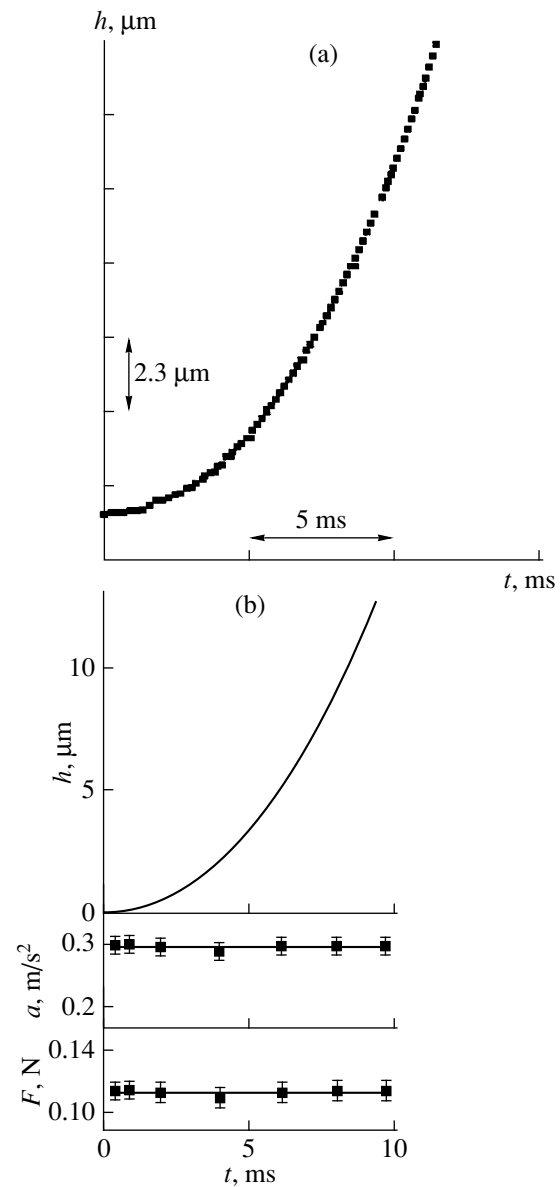 h, μm
(a)
2.3 μm
5 ms
t, ms
(b)
10
h, μm
5
0
0.3
a, m/s²
0.2
0.14
F, N
0.10
0 5 10
t, ms